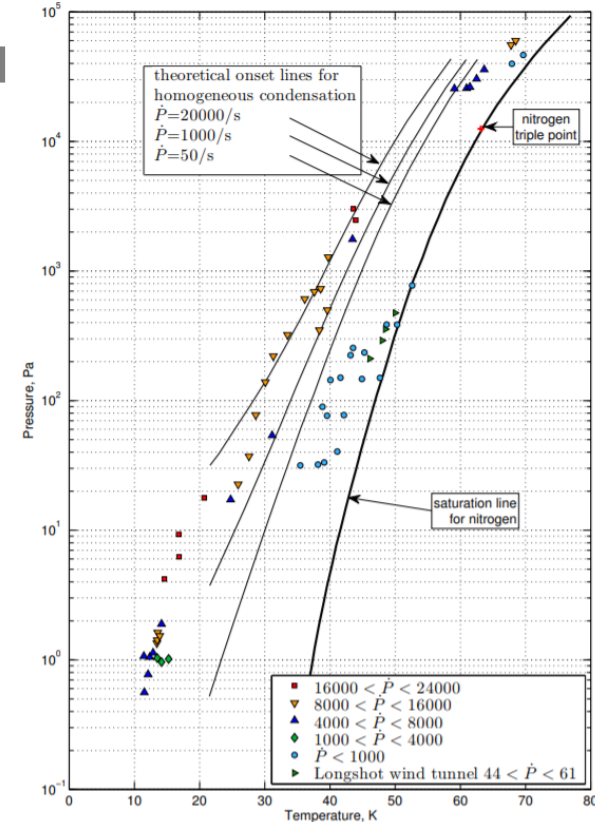 10^5
theoretical onset lines for
homogeneous condensation
Ṗ=20000/s
Ṗ=1000/s
Ṗ=50/s
nitrogen
triple point
10^4
10^3
10^2
Pressure, Pa
saturation line
for nitrogen
10^1
10^0
16000 < Ṗ < 24000
8000 < Ṗ < 16000
4000 < Ṗ < 8000
1000 < Ṗ < 4000
Ṗ < 1000
Longshot wind tunnel 44 < Ṗ < 61
10^−1
0 10 20 30 40 50 60 70 80
Temperature, K